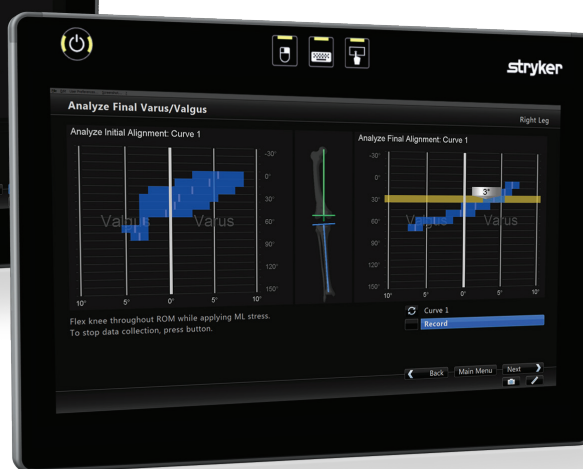 stryker
Analyze Final Varus/Valgus
Right Leg
Analyze Initial Alignment: Curve 1
-30°
0°
30°
60°
90°
120°
150°
Valgus
Varus
10°
5°
0°
5°
10°
Analyze Final Alignment: Curve 1
-30°
0°
30°
60°
90°
120°
150°
3°
Valgus
Varus
10°
5°
0°
5°
10°
Flex knee throughout ROM while applying ML stress.
To stop data collection, press button.
Curve 1
Record
Back
Main Menu
Next